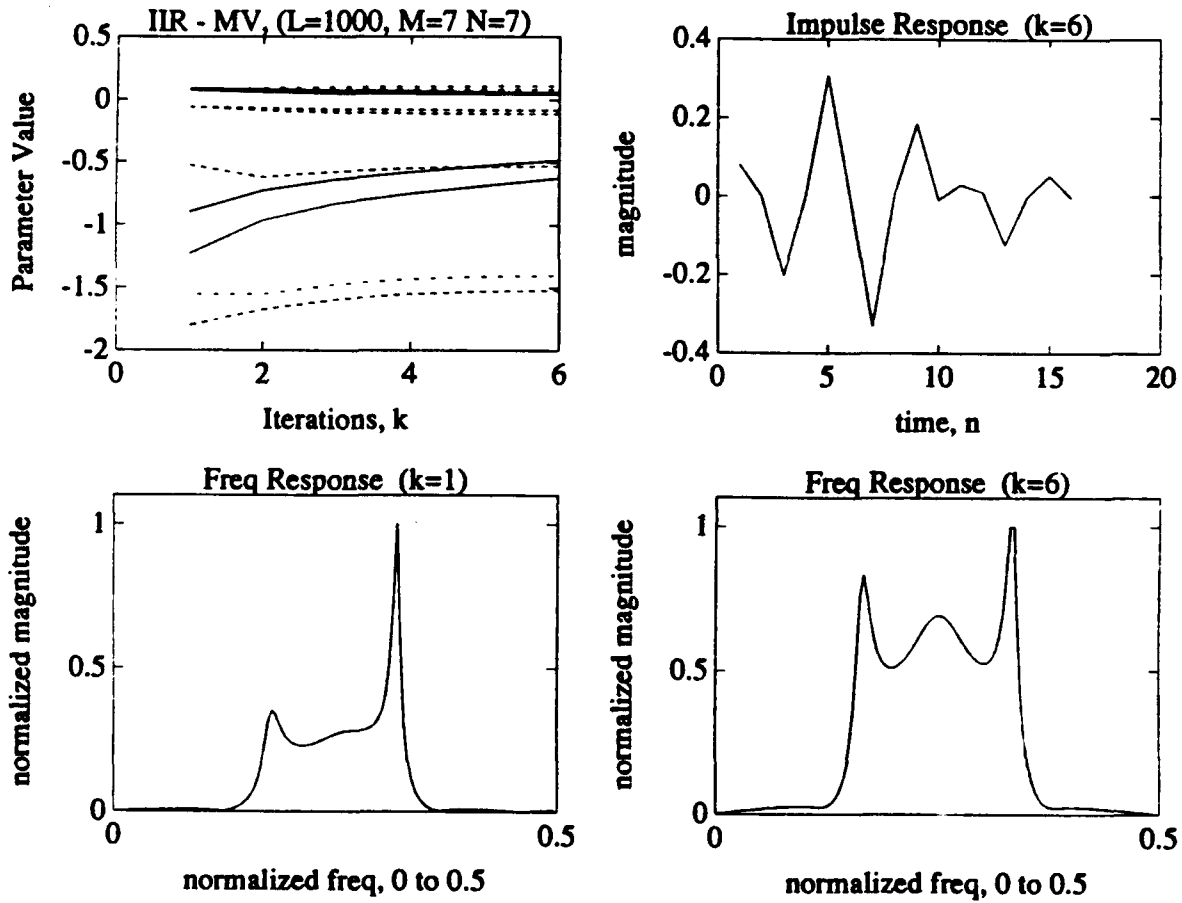 IIR - MV, (L=1000, M=7 N=7)
Parameter Value
0.5
0
-0.5
-1
-1.5
-2
0
2
4
6
Iterations, k
Impulse Response (k=6)
magnitude
0.4
0.2
0
-0.2
-0.4
0
5
10
15
20
time, n
Freq Response (k=1)
normalized magnitude
1
0.5
0
0
0.5
normalized freq, 0 to 0.5
Freq Response (k=6)
normalized magnitude
1
0.5
0
0
0.5
normalized freq, 0 to 0.5